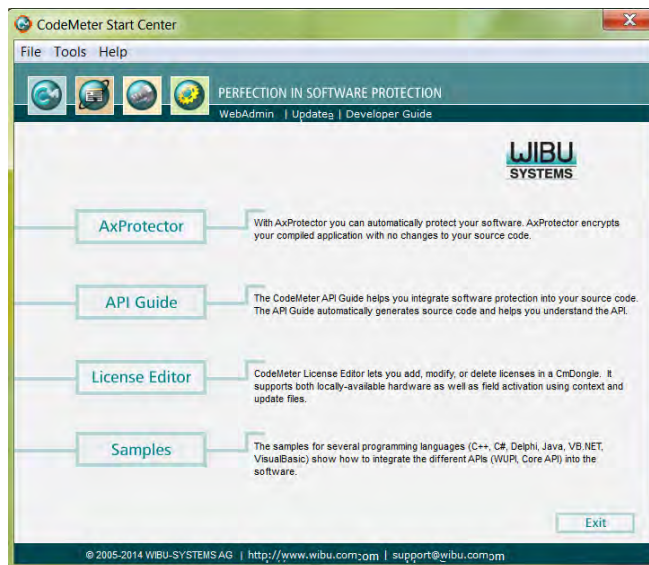 CodeMeter Start Center
X
File Tools Help
PERFECTION IN SOFTWARE PROTECTION
WebAdmin | Updates | Developer Guide
WIBU
SYSTEMS
AxProtector
With AxProtector you can automatically protect your software. AxProtector encrypts
your compiled application with no changes to your source code.
API Guide
The CodeMeter API Guide helps you integrate software protection into your source code.
The API Guide automatically generates source code and helps you understand the API.
License Editor
CodeMeter License Editor lets you add, modify, or delete licenses in a CmDongle. It
supports both locally-available hardware as well as field activation using context and
update files.
Samples
The samples for several programming languages (C++, C#, Delphi, Java, VB.NET,
VisualBasic) show how to integrate the different APIs (WUPI, Core API) into the
software.
Exit
© 2005-2014 WIBU-SYSTEMS AG | http://www.wibu.com:om | support@wibu.com:om